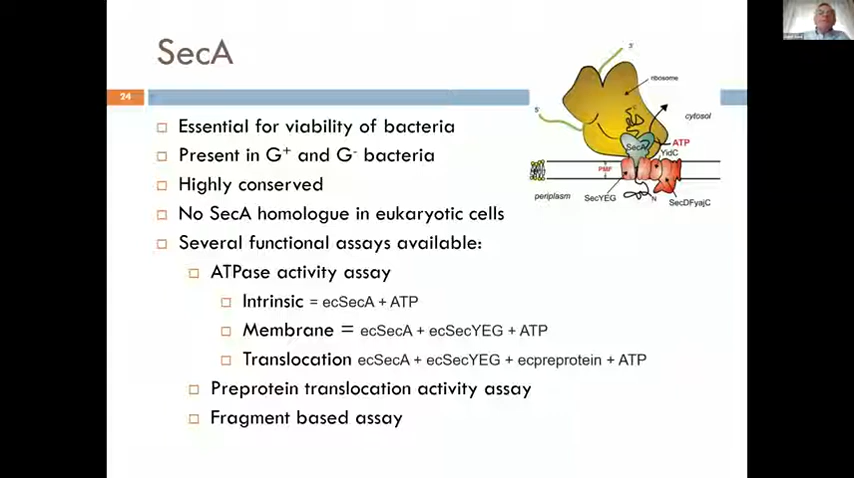 SecA
24
Essential for viability of bacteria
Present in G+ and G- bacteria
Highly conserved
No SecA homologue in eukaryotic cells
Several functional assays available:
ATPase activity assay
Intrinsic = ecSecA + ATP
Membrane = ecSecA + ecSecYEG + ATP
Translocation ecSecA + ecSecYEG + ecpreprotein + ATP
Preprotein translocation activity assay
Fragment based assay
3'
ribosome
5'
cytosol
SecA
ATP
YidC
PMF
periplasm
SecYEG
N
SecDFyajC